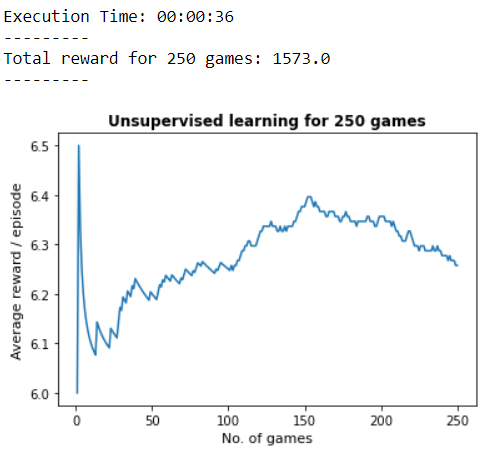 Execution Time: 00:00:36
---------
Total reward for 250 games: 1573.0
---------
Unsupervised learning for 250 games
6.5
6.4
6.3
6.2
6.1
6.0
Average reward / episode
0 50 100 150 200 250
No. of games